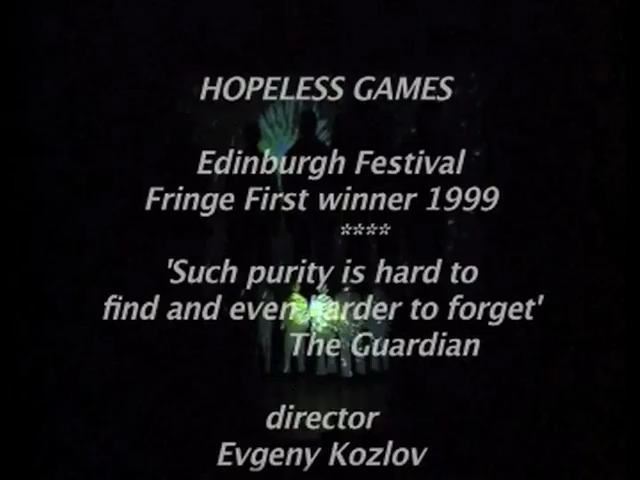 HOPELESS GAMES
Edinburgh Festival
Fringe First winner 1999
****
'Such purity is hard to
find and even harder to forget'
The Guardian
director
Evgeny Kozlov